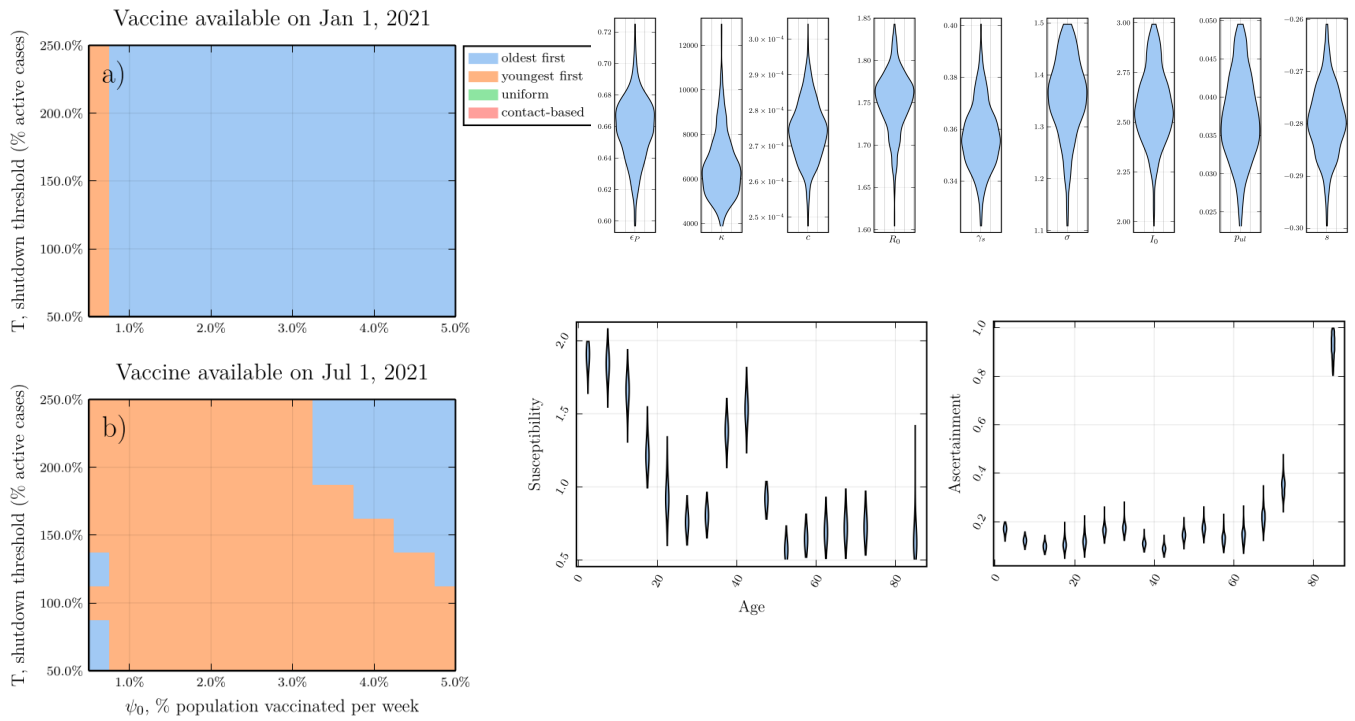 Vaccine available on Jan 1, 2021
T, shutdown threshold (% active cases)
250.0%
200.0%
150.0%
100.0%
50.0%
a)
1.0% 2.0% 3.0% 4.0% 5.0%
oldest first
youngest first
uniform
contact-based
Vaccine available on Jul 1, 2021
T, shutdown threshold (% active cases)
250.0%
200.0%
150.0%
100.0%
50.0%
b)
1.0% 2.0% 3.0% 4.0% 5.0%
ψ₀, % population vaccinated per week
0.72
0.70
0.68
0.66
0.64
0.62
0.60
ϵ_P
12000
10000
8000
6000
4000
κ
3.0 × 10⁻⁴
2.9 × 10⁻⁴
2.8 × 10⁻⁴
2.7 × 10⁻⁴
2.6 × 10⁻⁴
2.5 × 10⁻⁴
c
1.85
1.80
1.75
1.70
1.65
1.60
R₀
0.40
0.38
0.36
0.34
γₛ
1.5
1.4
1.3
1.2
1.1
σ
3.00
2.75
2.50
2.25
2.00
I₀
0.050
0.045
0.040
0.035
0.030
0.025
p_ul
−0.26
−0.27
−0.28
−0.29
−0.30
s
Susceptibility
2.0
1.5
1.0
0.5
0 20 40 60 80
Age
Ascertainment
1.0
0.8
0.6
0.4
0.2
0 20 40 60 80